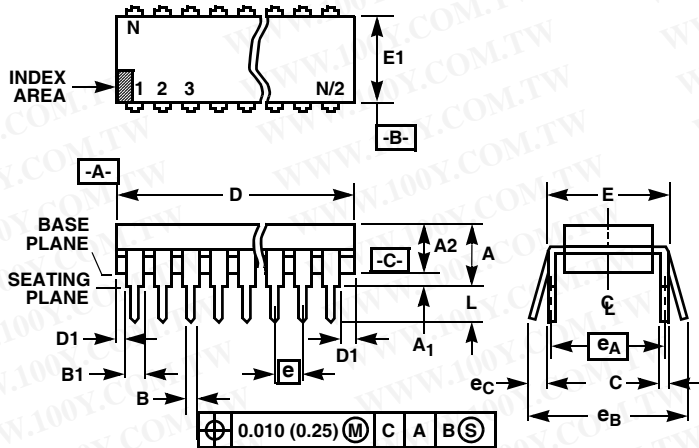 N
INDEX
AREA
1 2 3 N/2
E1
-B-
-A-
D
E
BASE
PLANE
A2
A
-C-
SEATING
PLANE
L
D1
D1
A1
B1
e
B
℄
eA
eC
C
eB
⌖ 0.010 (0.25) Ⓜ C A B Ⓢ
WWW.100Y.COM.TW